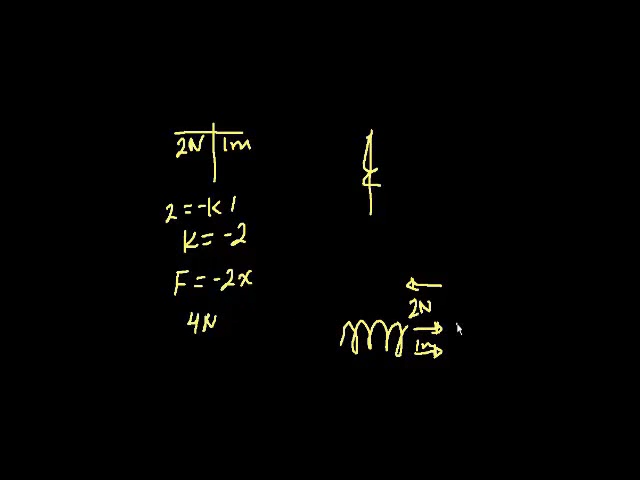 2N 1m
2 = -K 1
K = -2
F = -2x
4N
2N
1m